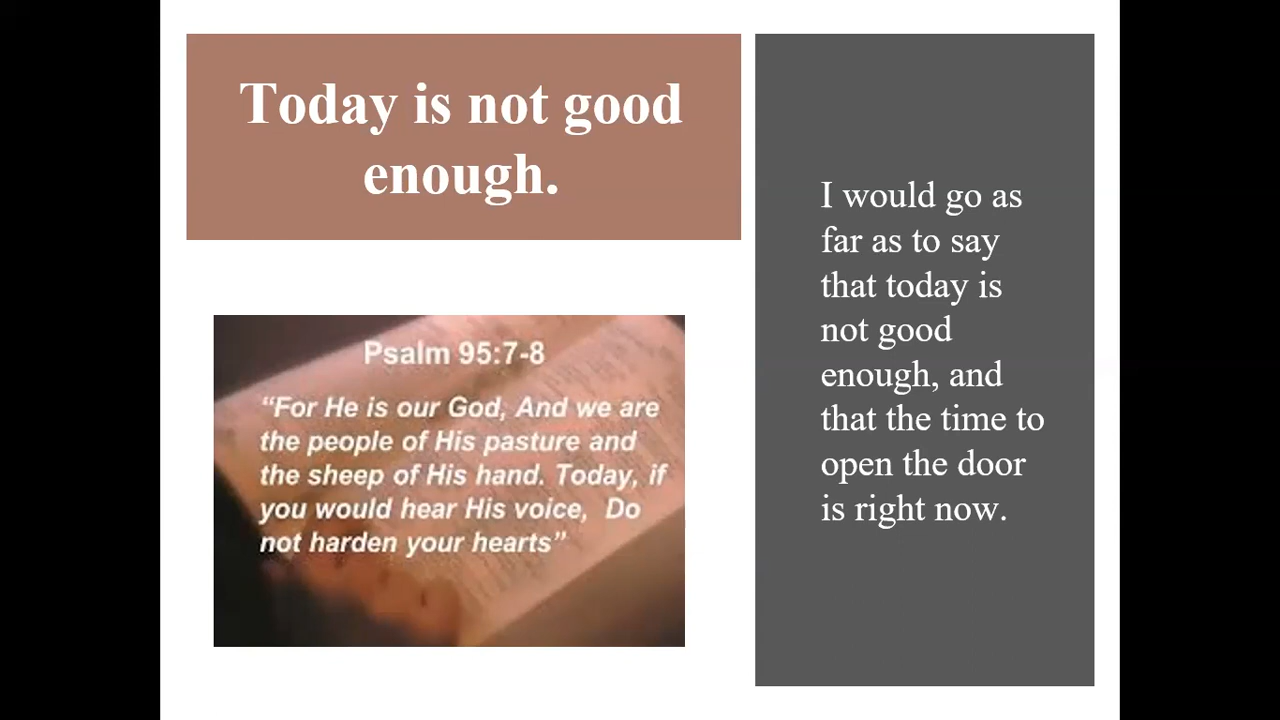 Today is not good
enough.
Psalm 95:7-8
“For He is our God, And we are
the people of His pasture and
the sheep of His hand. Today, if
you would hear His voice,  Do
not harden your hearts”
I would go as
far as to say
that today is
not good
enough, and
that the time to
open the door
is right now.